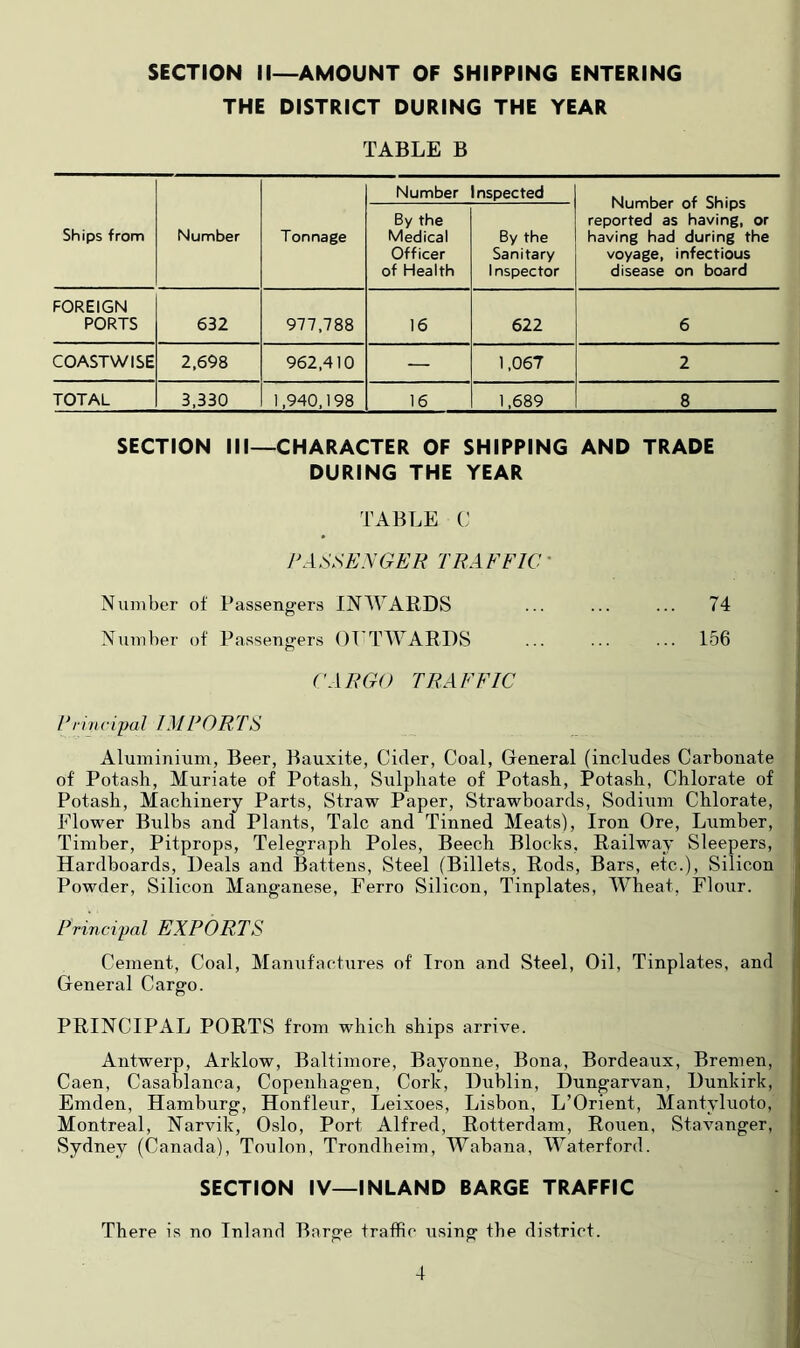 SECTION II—AMOUNT OF SHIPPING ENTERING
THE DISTRICT DURING THE YEAR
TABLE B
Ships from | Number | Tonnage | Number Inspected | Number of Ships reported as having, or having had during the voyage, infectious disease on board
By the Medical Officer of Health | By the Sanitary Inspector
FOREIGN PORTS | 632 | 977,788 | 16 | 622 | 6
COASTWISE | 2,698 | 962,410 | — | 1,067 | 2
TOTAL | 3,330 | 1,940,198 | 16 | 1,689 | 8
SECTION III—CHARACTER OF SHIPPING AND TRADE
DURING THE YEAR
TABLE C
PASSENGER TRAFFIC
Number of Passengers INWARDS ... ... ... 74
Number of Passengers OUTWARDS ... ... ... 156
CARGO TRAFFIC
Principal IMPORTS
Aluminium, Beer, Bauxite, Cider, Coal, General (includes Carbonate
of Potash, Muriate of Potash, Sulphate of Potash, Potash, Chlorate of
Potash, Machinery Parts, Straw Paper, Strawboards, Sodium Chlorate,
Flower Bulbs and Plants, Talc and Tinned Meats), Iron Ore, Lumber,
Timber, Pitprops, Telegraph Poles, Beech Blocks, Railway Sleepers,
Hardboards, Deals and Battens, Steel (Billets, Rods, Bars, etc.), Silicon
Powder, Silicon Manganese, Ferro Silicon, Tinplates, Wheat, Flour.
Principal EXPORTS
Cement, Coal, Manufactures of Iron and Steel, Oil, Tinplates, and
General Cargo.
PRINCIPAL PORTS from which ships arrive.
Antwerp, Arklow, Baltimore, Bayonne, Bona, Bordeaux, Bremen,
Caen, Casablanca, Copenhagen, Cork, Dublin, Dungarvan, Dunkirk,
Emden, Hamburg, Honfleur, Leixoes, Lisbon, L'Orient, Mantyluoto,
Montreal, Narvik, Oslo, Port Alfred, Rotterdam, Rouen, Stavanger,
Sydney (Canada), Toulon, Trondheim, Wabana, Waterford.
SECTION IV—INLAND BARGE TRAFFIC
There is no Inland Barge traffic using the district.
4